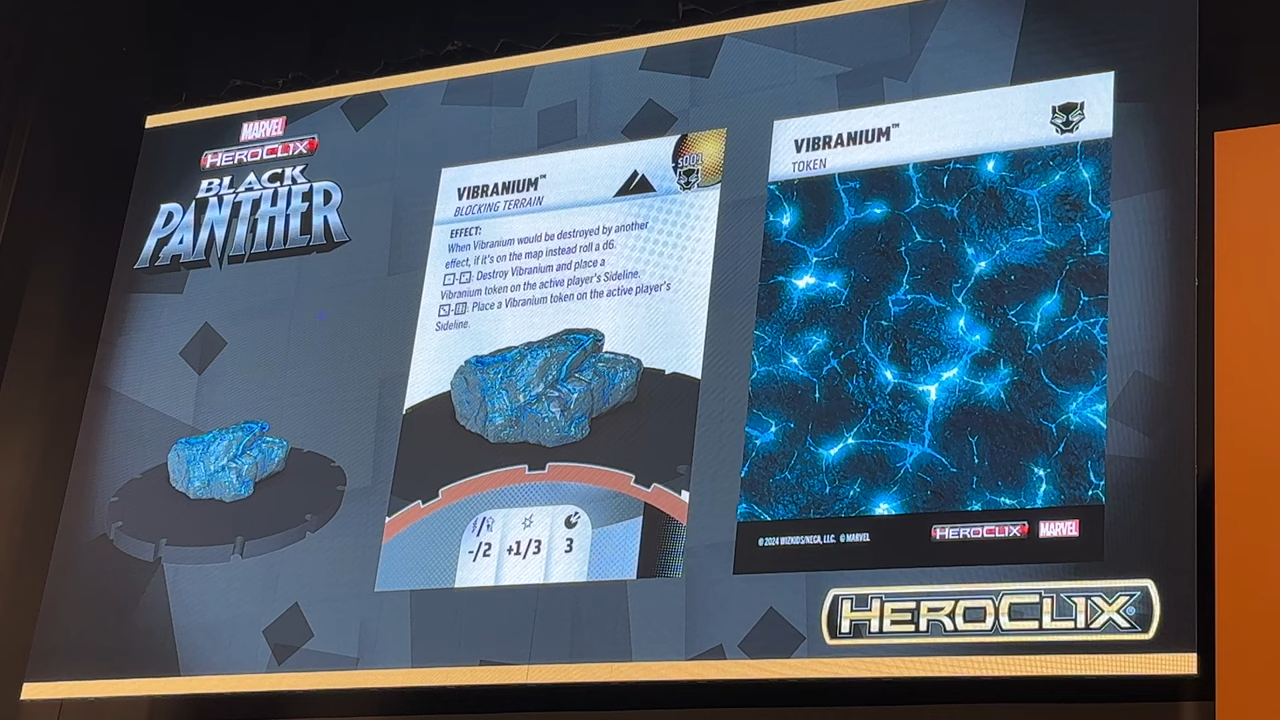 MARVEL
HEROCLIX
BLACK
PANTHER
VIBRANIUM™
BLOCKING TERRAIN
s001
EFFECT:
When Vibranium would be destroyed by another
effect, if it's on the map instead roll a d6.
⚀-⚁: Destroy Vibranium and place a
Vibranium token on the active player's Sideline.
-⚅: Place a Vibranium token on the active player's
Sideline.
-/2 +1/3 3
VIBRANIUM™
TOKEN
© 2024 WIZKIDS/NECA, LLC. © MARVEL
HEROCLIX MARVEL
HEROCLIX®